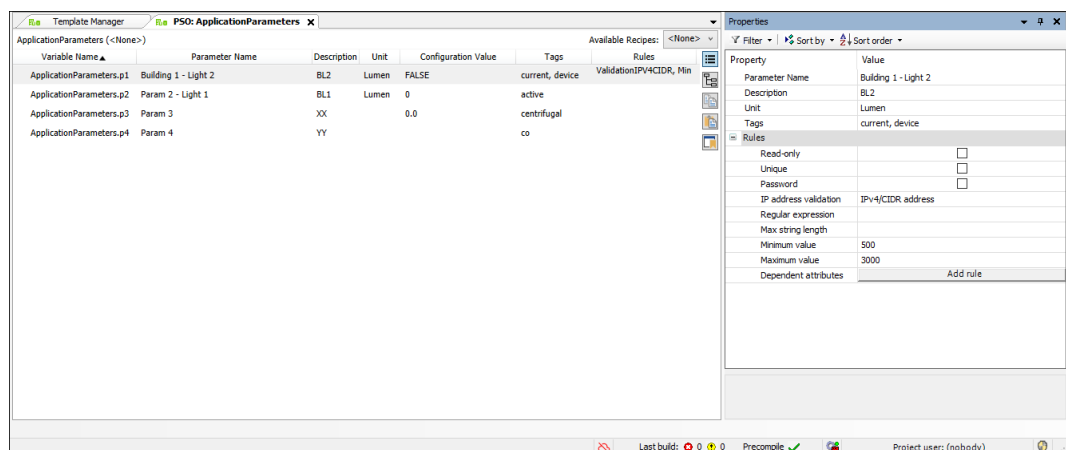 Template Manager
PSO: ApplicationParameters X
ApplicationParameters (<None>)
Available Recipes: <None>
Variable Name Parameter Name Description Unit Configuration Value Tags Rules
ApplicationParameters.p1 Building 1 - Light 2 BL2 Lumen FALSE current, device ValidationIPV4CIDR, Min
ApplicationParameters.p2 Param 2 - Light 1 BL1 Lumen 0 active
ApplicationParameters.p3 Param 3 XX 0.0 centrifugal
ApplicationParameters.p4 Param 4 YY co
Properties
Filter Sort by Sort order
Property Value
Parameter Name Building 1 - Light 2
Description BL2
Unit Lumen
Tags current, device
Rules
Read-only
Unique
Password
IP address validation IPv4/CIDR address
Regular expression
Max string length
Minimum value 500
Maximum value 3000
Dependent attributes Add rule
Last build: 0 0 Precompile Project user: (nobody)